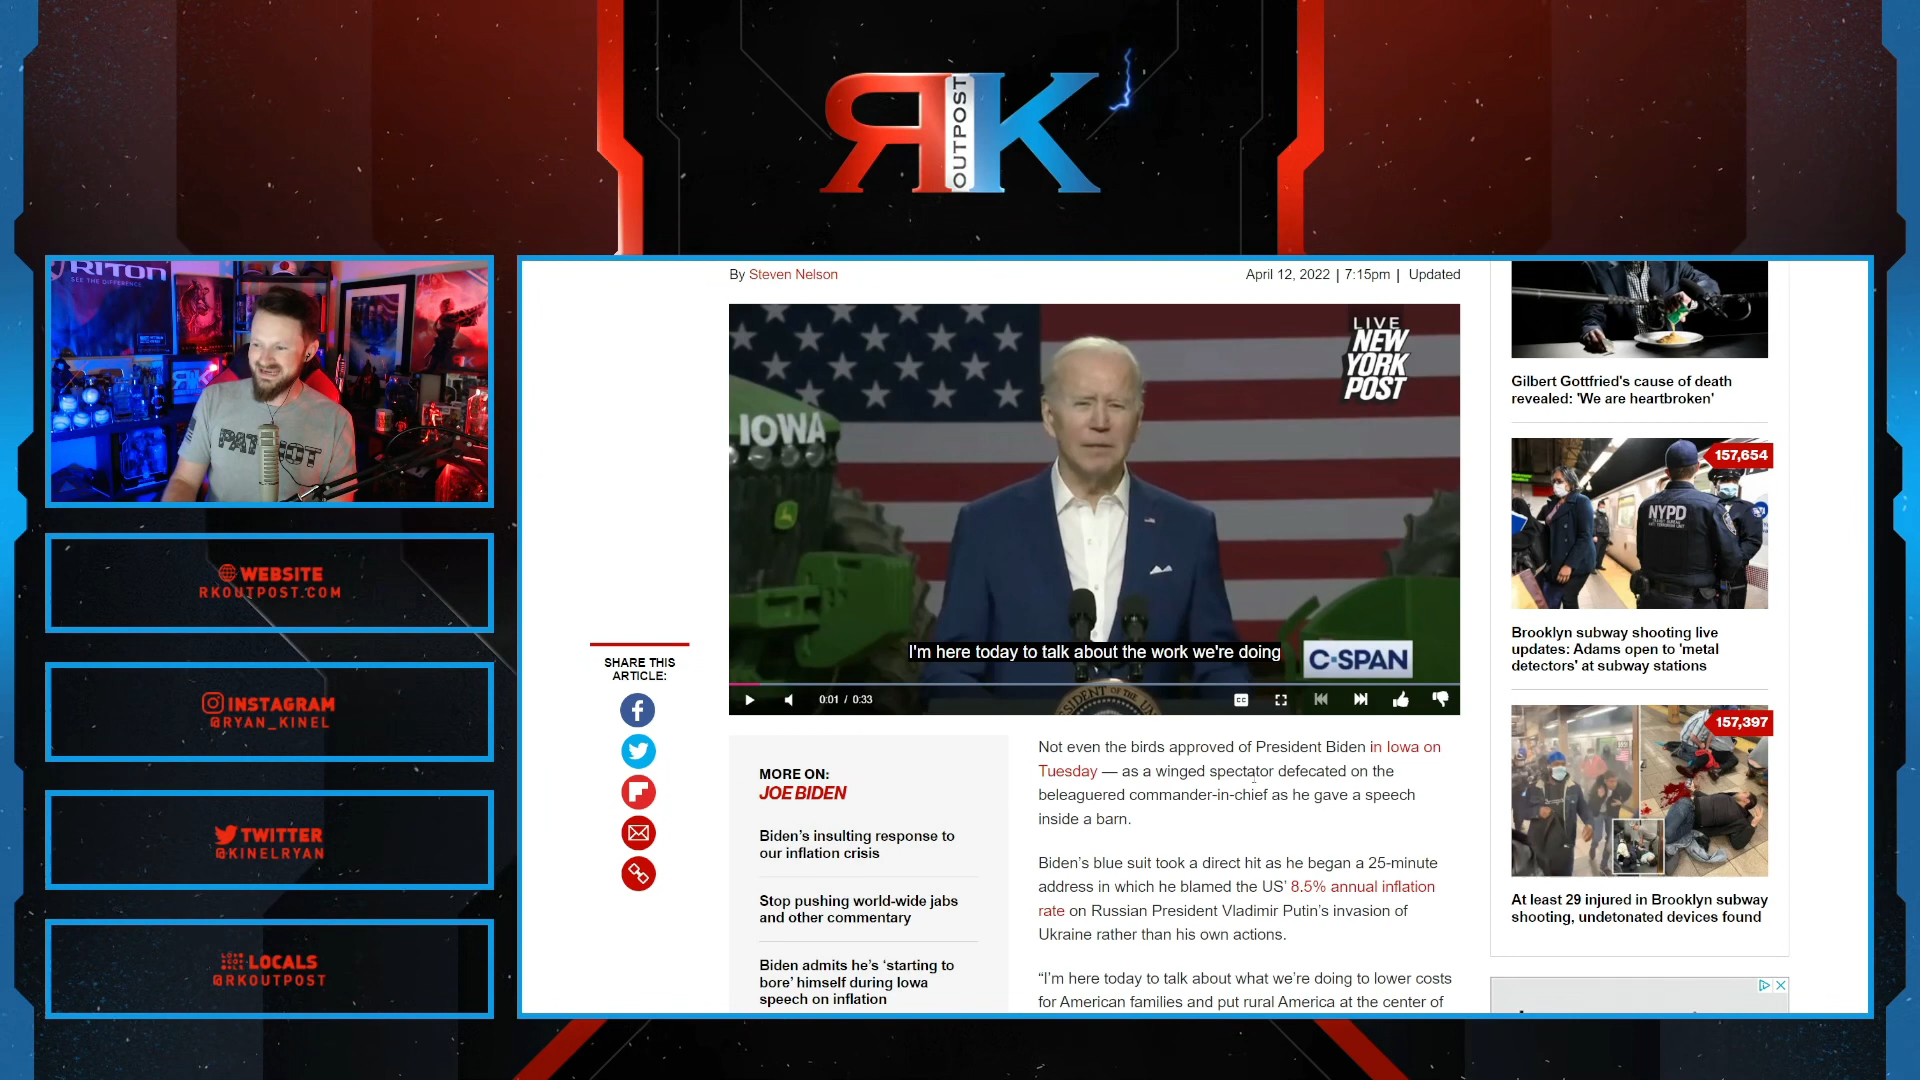 RK
OUTPOST
RITON
SEE THE DIFFERENCE
PATRIOT
WEBSITE
RKOUTPOST.COM
INSTAGRAM
@RYAN_KINEL
TWITTER
@KINELRYAN
LOCALS
@RKOUTPOST
By Steven Nelson
April 12, 2022 | 7:15pm | Updated
LIVE
NEW
YORK
POST
IOWA
I'm here today to talk about the work we're doing
C-SPAN
0:01 / 0:33
CC
PRESIDENT OF THE
SHARE THIS
ARTICLE:
MORE ON:
JOE BIDEN
Biden’s insulting response to
our inflation crisis
Stop pushing world-wide jabs
and other commentary
Biden admits he’s ‘starting to
bore’ himself during Iowa
speech on inflation
Not even the birds approved of President Biden in Iowa on
Tuesday — as a winged spectator defecated on the
beleaguered commander-in-chief as he gave a speech
inside a barn.
Biden’s blue suit took a direct hit as he began a 25-minute
address in which he blamed the US’ 8.5% annual inflation
rate on Russian President Vladimir Putin’s invasion of
Ukraine rather than his own actions.
“I’m here today to talk about what we’re doing to lower costs
for American families and put rural America at the center of
Gilbert Gottfried's cause of death
revealed: 'We are heartbroken'
157,654
NYPD
Brooklyn subway shooting live
updates: Adams open to 'metal
detectors' at subway stations
157,397
At least 29 injured in Brooklyn subway
shooting, undetonated devices found